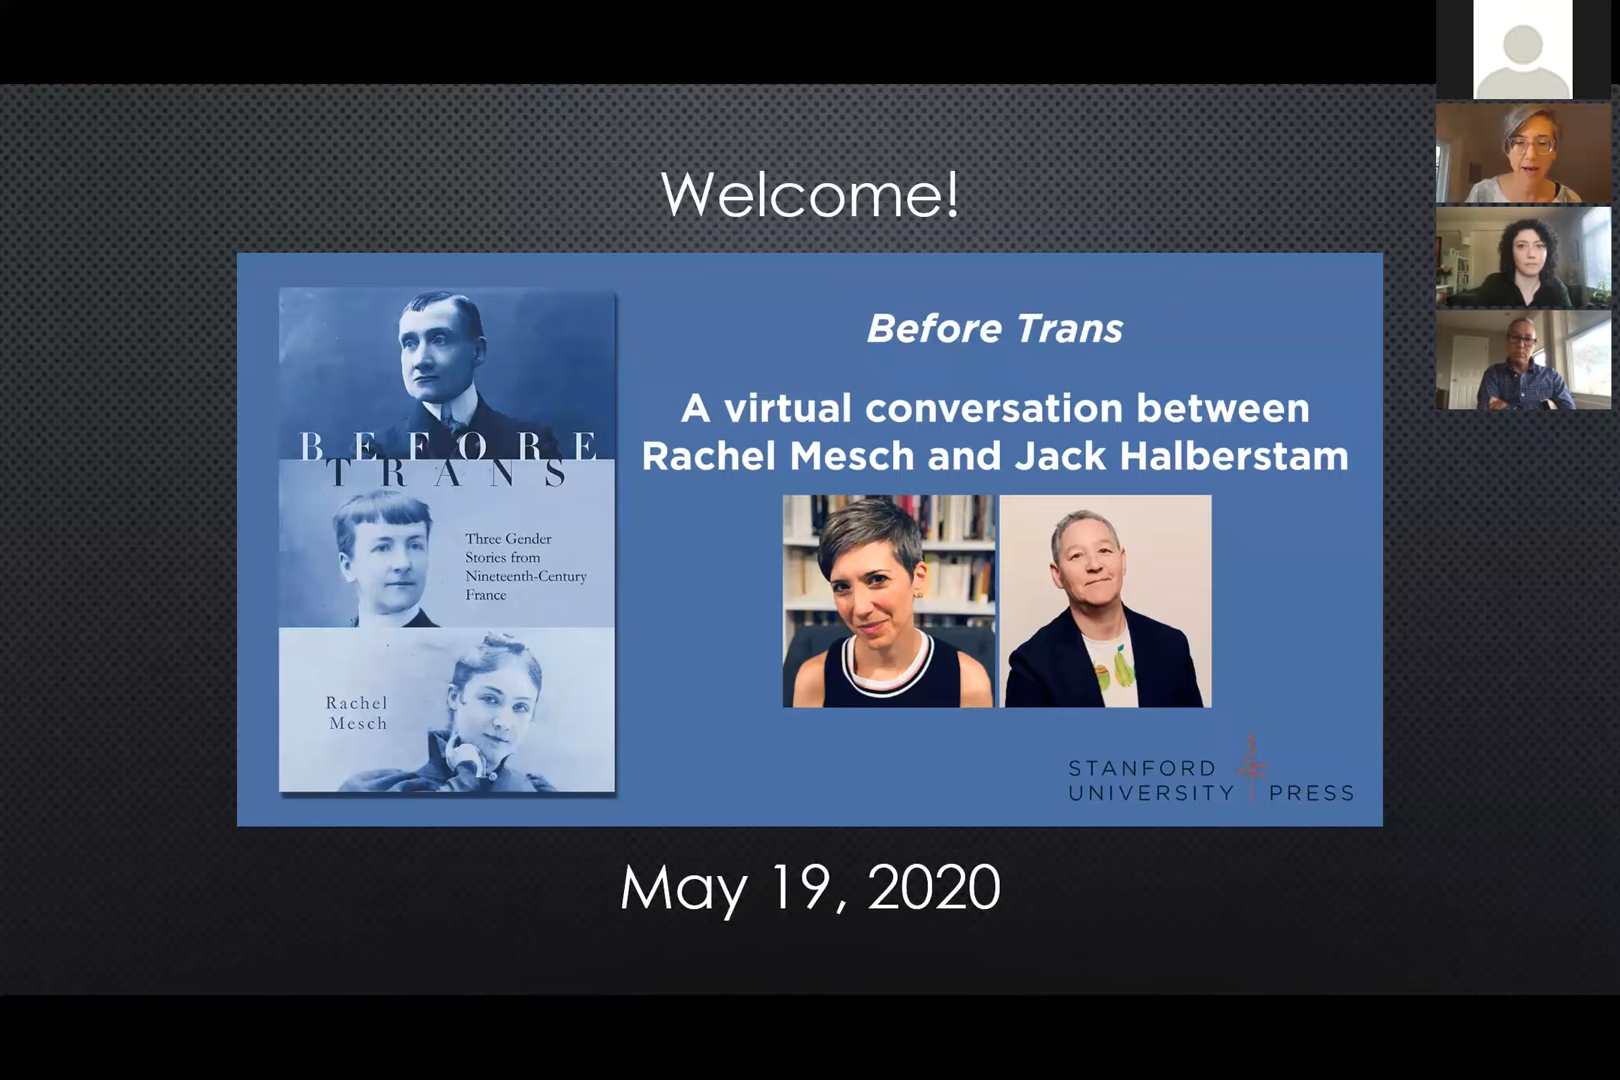 Welcome!
BEFORE
TRANS
Three Gender
Stories from
Nineteenth-Century
France
Rachel
Mesch
Before Trans
A virtual conversation between
Rachel Mesch and Jack Halberstam
STANFORD
UNIVERSITY PRESS
May 19, 2020